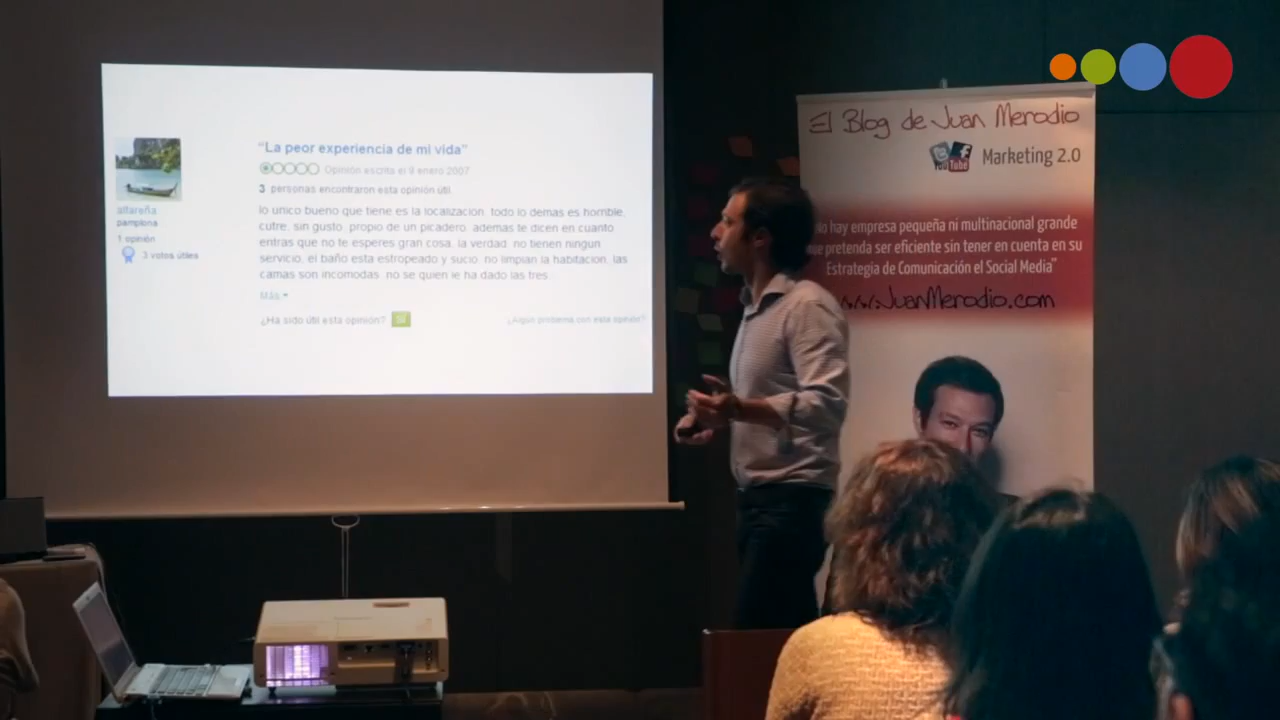 “La peor experiencia de mi vida”
Opinión escrita el 9 enero 2007
3 personas encontraron esta opinión útil.
alfareña
pamplona
1 opinión
3 votos útiles
lo unico bueno que tiene es la localizacion. todo lo demas es horrible,
cutre, sin gusto, propio de un picadero. ademas te dicen en cuanto
entras que no te esperes gran cosa. la verdad, no tienen ningun
servicio, el baño esta estropeado y sucio. no limpian la habitacion, las
camas son incomodas. no se quien le ha dado las tres.
Más
¿Ha sido útil esta opinión?
Sí
¿Algún problema con esta opinión?
El Blog de Juan Merodio
YouTube
Marketing 2.0
No hay empresa pequeña ni multinacional grande
que pretenda ser eficiente sin tener en cuenta en su
Estrategia de Comunicación el Social Media”
www.JuanMerodio.com